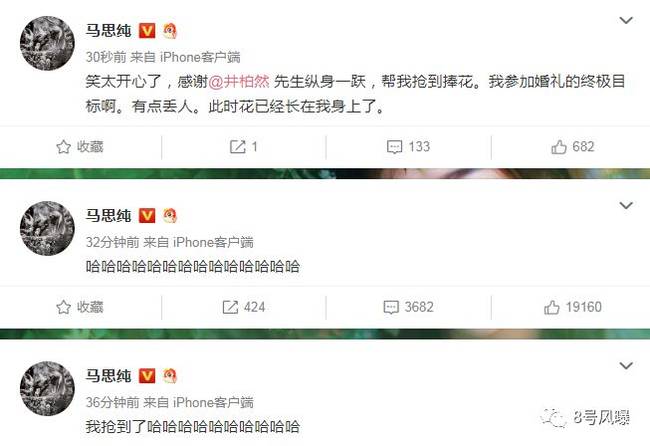 马思纯
30秒前 来自 iPhone客户端
笑太开心了，感谢@井柏然 先生纵身一跃，帮我抢到捧花。我参加婚礼的终极目
标啊。有点丢人。此时花已经长在我身上了。
收藏 1 133 682
马思纯
32分钟前 来自 iPhone客户端
哈哈哈哈哈哈哈哈哈哈哈哈哈哈
收藏 424 3682 19160
马思纯
36分钟前 来自 iPhone客户端
我抢到了哈哈哈哈哈哈哈哈哈哈
8号风曝